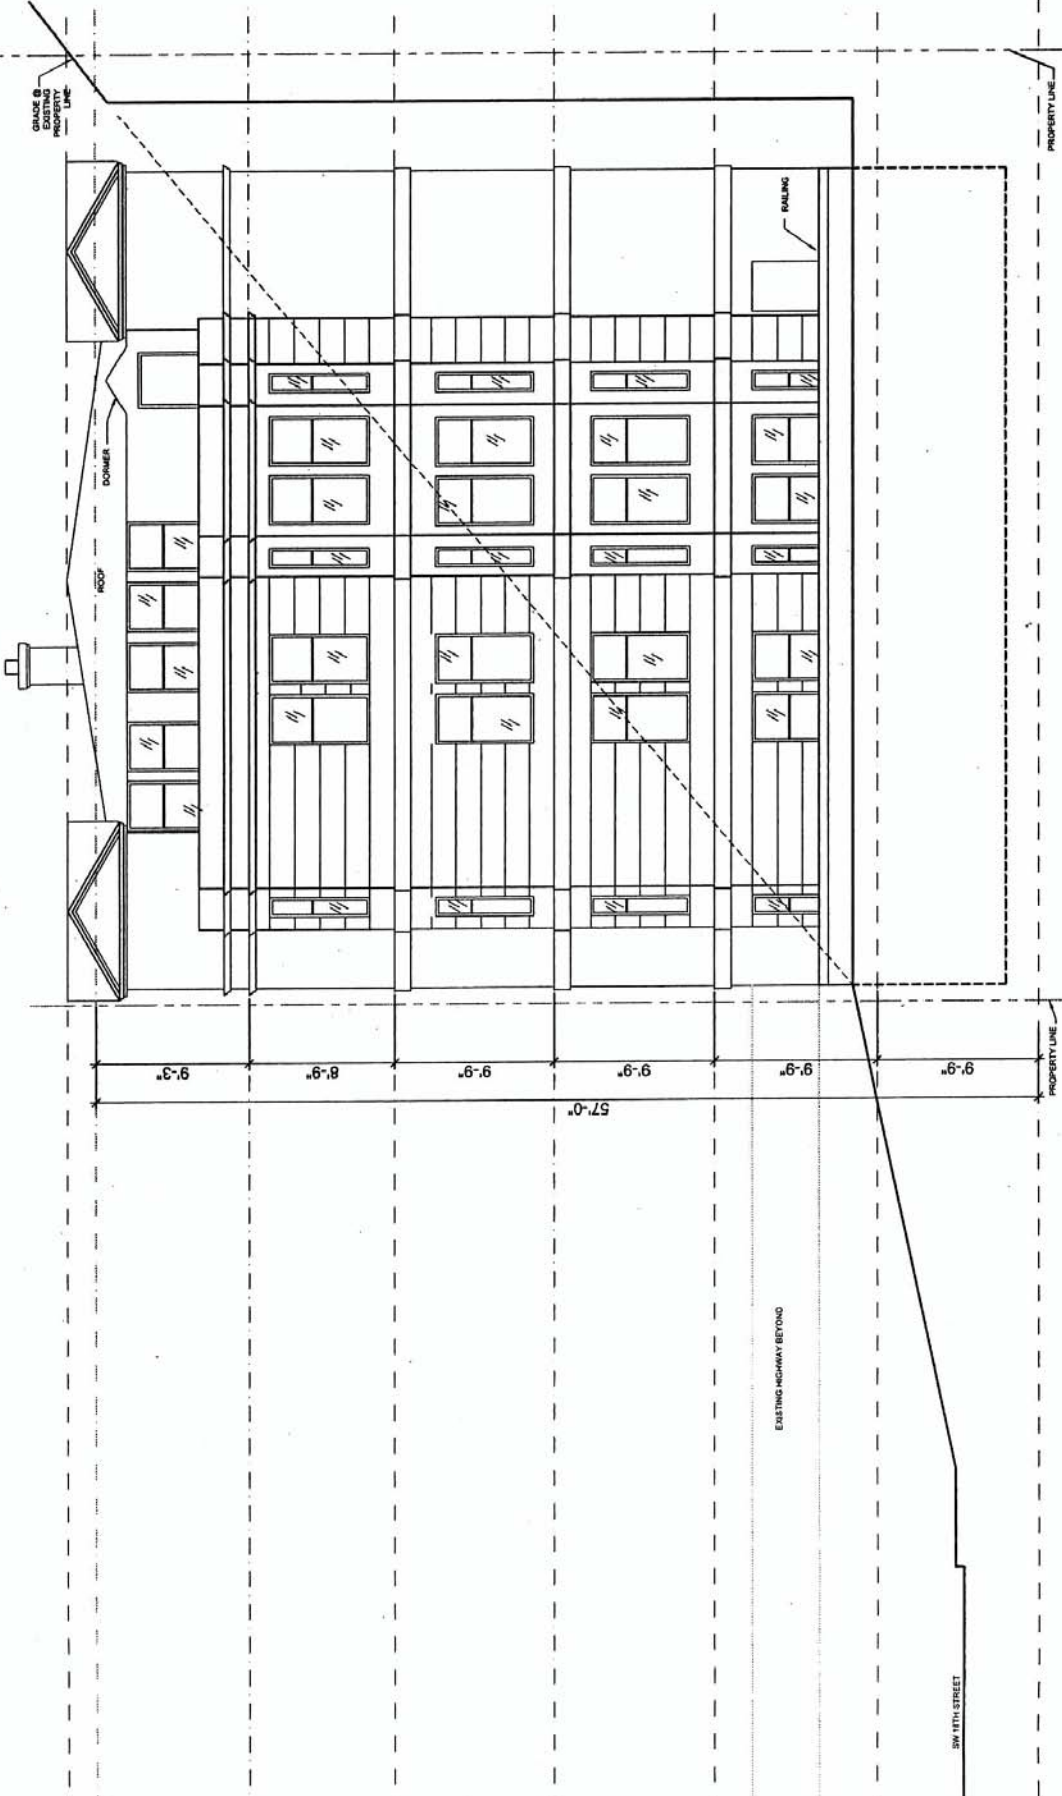 GRADE @
EXISTING
PROPERTY
LINE
PROPERTY LINE
RAILING
DORMER
ROOF
9'-3"
8'-9"
9'-9"
9'-9"
9'-9"
9'-9"
57'-0"
PROPERTY LINE
EXISTING HIGHWAY BEYOND
SW 18TH STREET